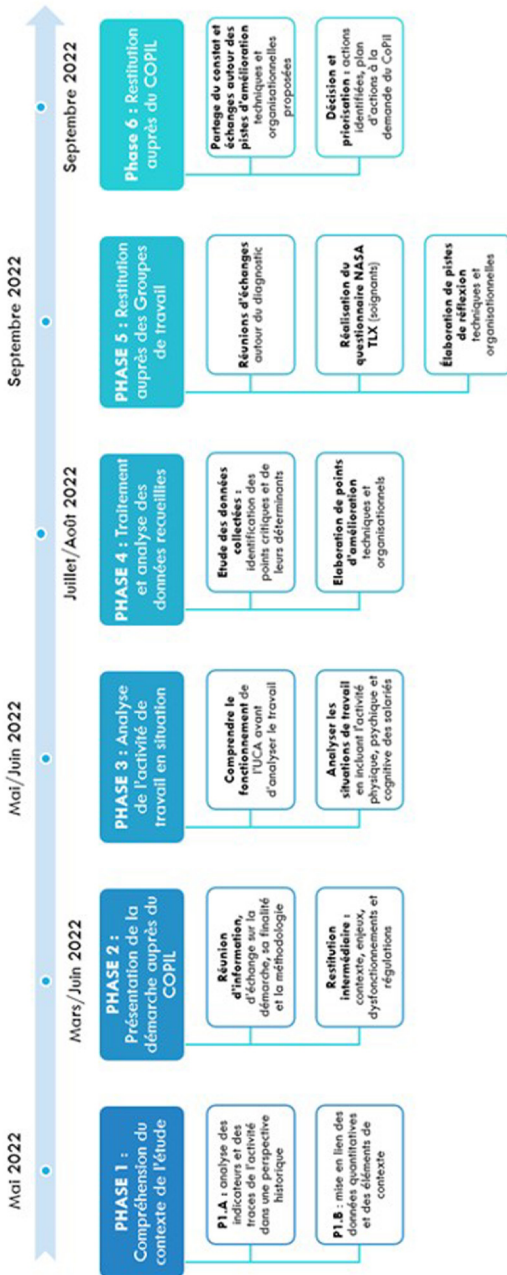 Mai 2022
Mars/Juin 2022
Mai/Juin 2022
Juillet/Août 2022
Septembre 2022
Septembre 2022
PHASE 1 :
Compréhension du
contexte de l'étude
P1.A : analyse des
indicateurs et des
traces de l'activité
dans une perspective
historique
P1.B : mise en lien des
données quantitatives
et des éléments de
contexte
PHASE 2 :
Présentation de la
démarche auprès du
COPIL
Réunion
d'information,
d'échange sur la
démarche, sa finalité
et la méthodologie
Restitution
intermédiaire :
contexte, enjeux,
dysfonctionnements et
régulations
PHASE 3 : Analyse
de l'activité de
travail en situation
Comprendre le
fonctionnement de
l'UCA avant
d'analyser le travail
Analyser les
situations de travail
en incluant l'activité
physique, psychique et
cognitive des salariés
PHASE 4 : Traitement
et analyse des
données recueillies
Etude des données
collectées :
identification des
points critiques et de
leurs déterminants
Elaboration de points
d'amélioration
techniques et
organisationnels
PHASE 5 : Restitution
auprès des Groupes
de travail
Réunions d'échanges
autour du diagnostic
Réalisation du
questionnaire NASA
TLX (soignants)
Élaboration de pistes
de réflexion
techniques et
organisationnelles
Phase 6 : Restitution
auprès du COPIL
Partage du constat et
échanges autour des
pistes d'amélioration
techniques et
organisationnelles
proposées
Décision et
priorisation : actions
identifiées, plan
d'actions à la
demande du CoPil